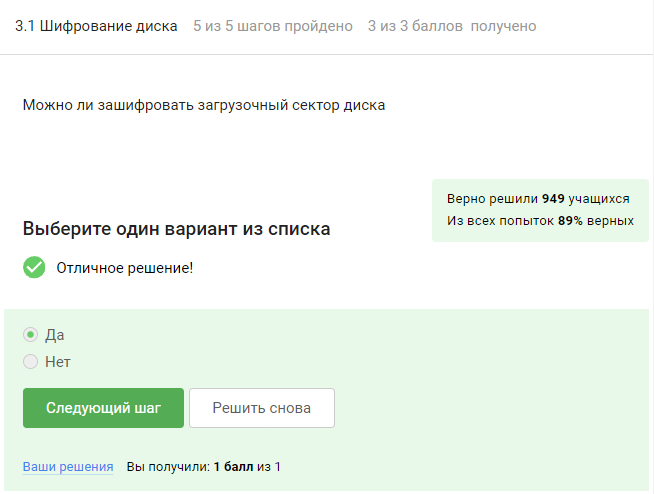 3.1 Шифрование диска 5 из 5 шагов пройдено 3 из 3 баллов получено
Можно ли зашифровать загрузочный сектор диска
Верно решили 949 учащихся
Из всех попыток 89% верных
Выберите один вариант из списка
Отличное решение!
Да
Нет
Следующий шаг Решить снова
Ваши решения Вы получили: 1 балл из 1